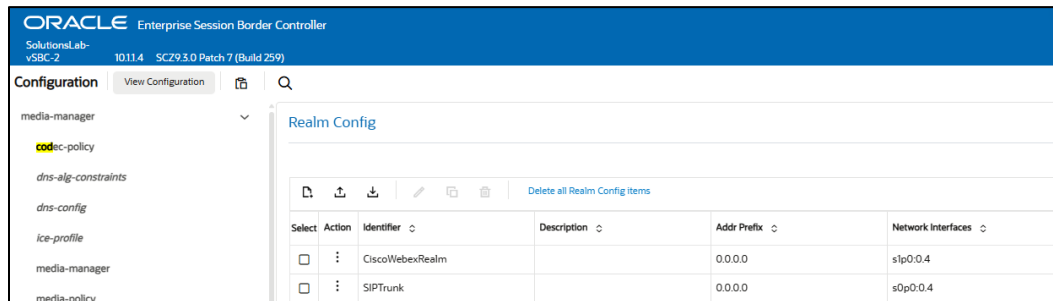 ORACLE Enterprise Session Border Controller
SolutionsLab-
vSBC-2 10.1.1.4 SCZ9.3.0 Patch 7 (Build 259)
Configuration View Configuration
media-manager
codec-policy
dns-alg-constraints
dns-config
ice-profile
media-manager
media-policy
Realm Config
Delete all Realm Config items
Select Action Identifier Description Addr Prefix Network Interfaces
CiscoWebexRealm 0.0.0.0 s1p0:0.4
SIPTrunk 0.0.0.0 s0p0:0.4